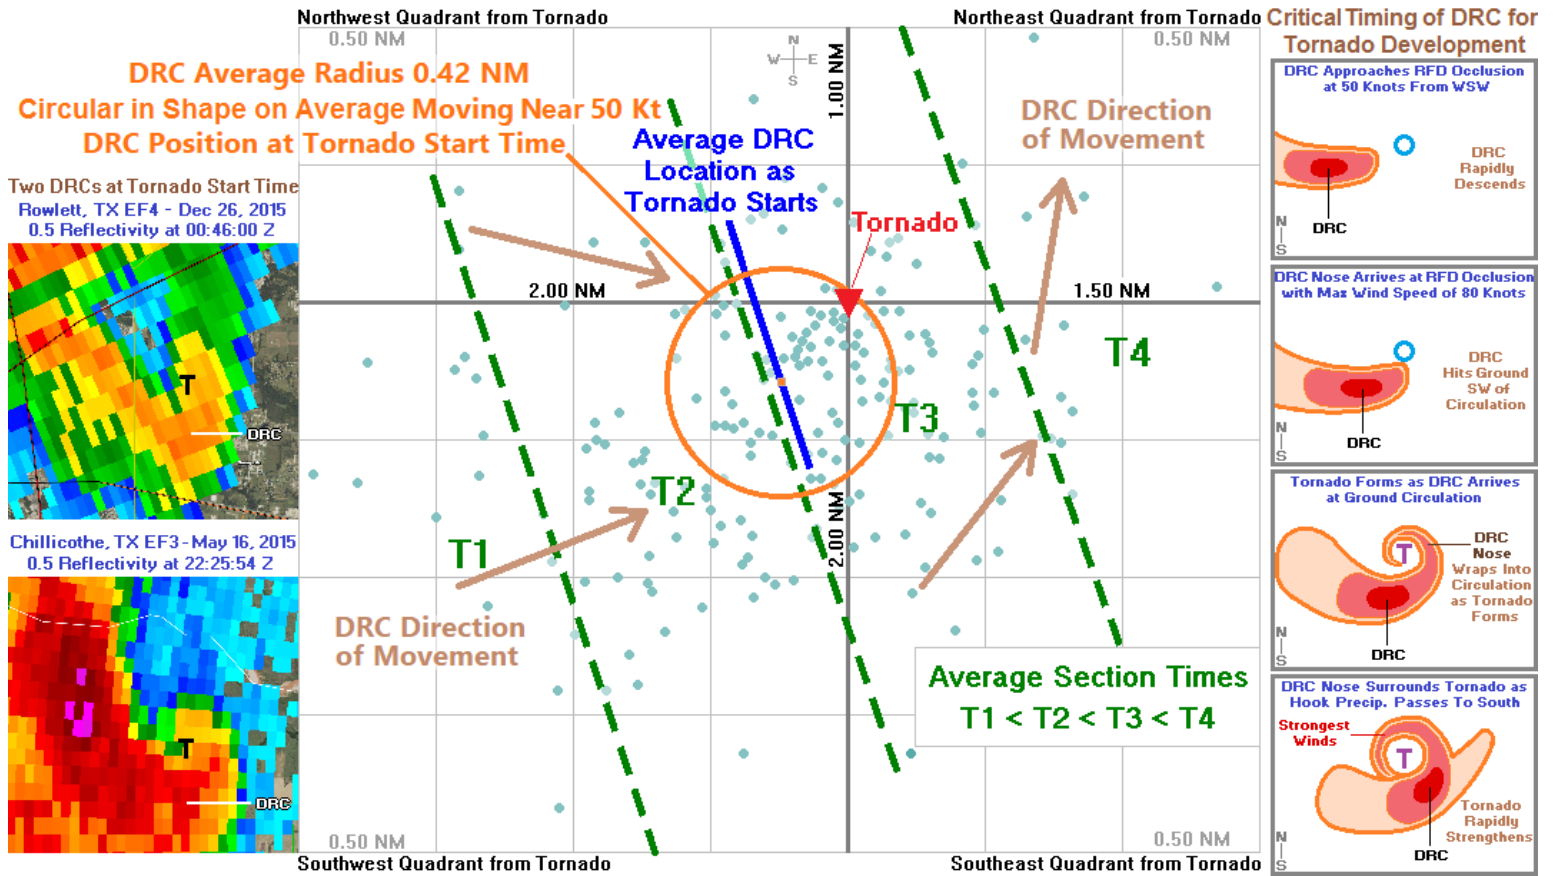 Northwest Quadrant from Tornado
Northeast Quadrant from Tornado
0.50 NM
0.50 NM
N
W E
S
1.00 NM
DRC Average Radius 0.42 NM
Circular in Shape on Average Moving Near 50 Kt
DRC Position at Tornado Start Time
Average DRC
Location as
Tornado Starts
DRC Direction
of Movement
Tornado
2.00 NM
1.50 NM
T4
T3
T2
T1
2.00 NM
DRC Direction
of Movement
Average Section Times
T1 < T2 < T3 < T4
0.50 NM
0.50 NM
Southwest Quadrant from Tornado
Southeast Quadrant from Tornado
Two DRCs at Tornado Start Time
Rowlett, TX EF4 - Dec 26, 2015
0.5 Reflectivity at 00:46:00 Z
T
DRC
Chillicothe, TX EF3 - May 16, 2015
0.5 Reflectivity at 22:25:54 Z
T
DRC
Critical Timing of DRC for
Tornado Development
DRC Approaches RFD Occlusion
at 50 Knots From WSW
DRC
Rapidly
Descends
N
S
DRC
DRC Nose Arrives at RFD Occlusion
with Max Wind Speed of 80 Knots
DRC
Hits Ground
SW of
Circulation
N
S
DRC
Tornado Forms as DRC Arrives
at Ground Circulation
T
DRC
Nose
Wraps Into
Circulation
as Tornado
Forms
N
S
DRC
DRC Nose Surrounds Tornado as
Hook Precip. Passes To South
Strongest
Winds
T
Tornado
Rapidly
Strengthens
N
S
DRC